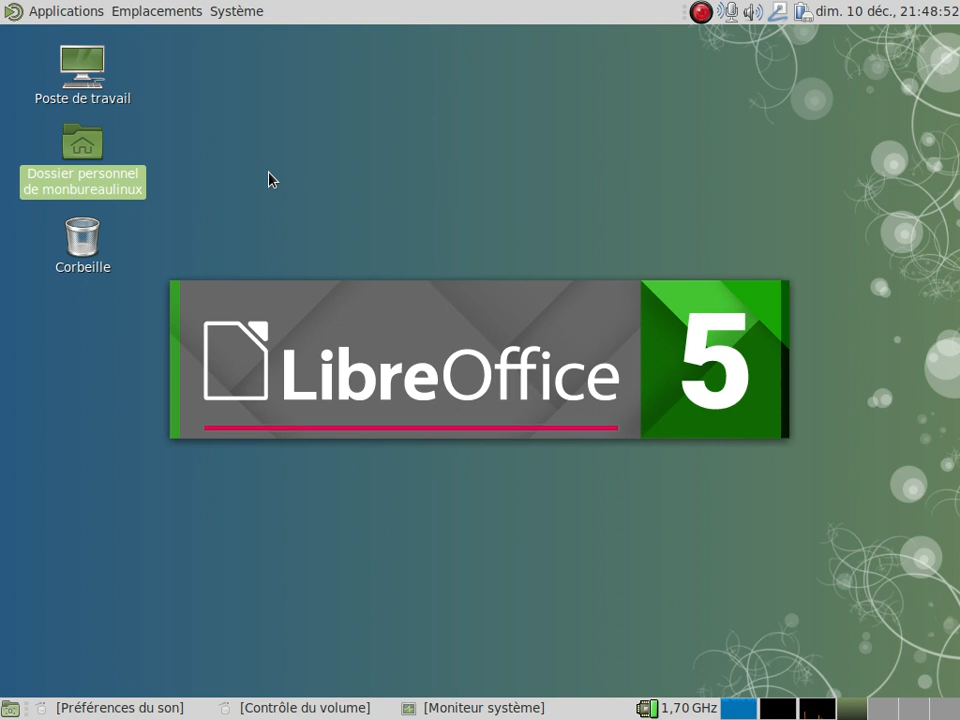 Applications Emplacements Système
dim. 10 déc., 21:48:52
Poste de travail
Dossier personnel
de monbureaulinux
Corbeille
LibreOffice 5
[Préférences du son]
[Contrôle du volume]
[Moniteur système]
1,70 GHz